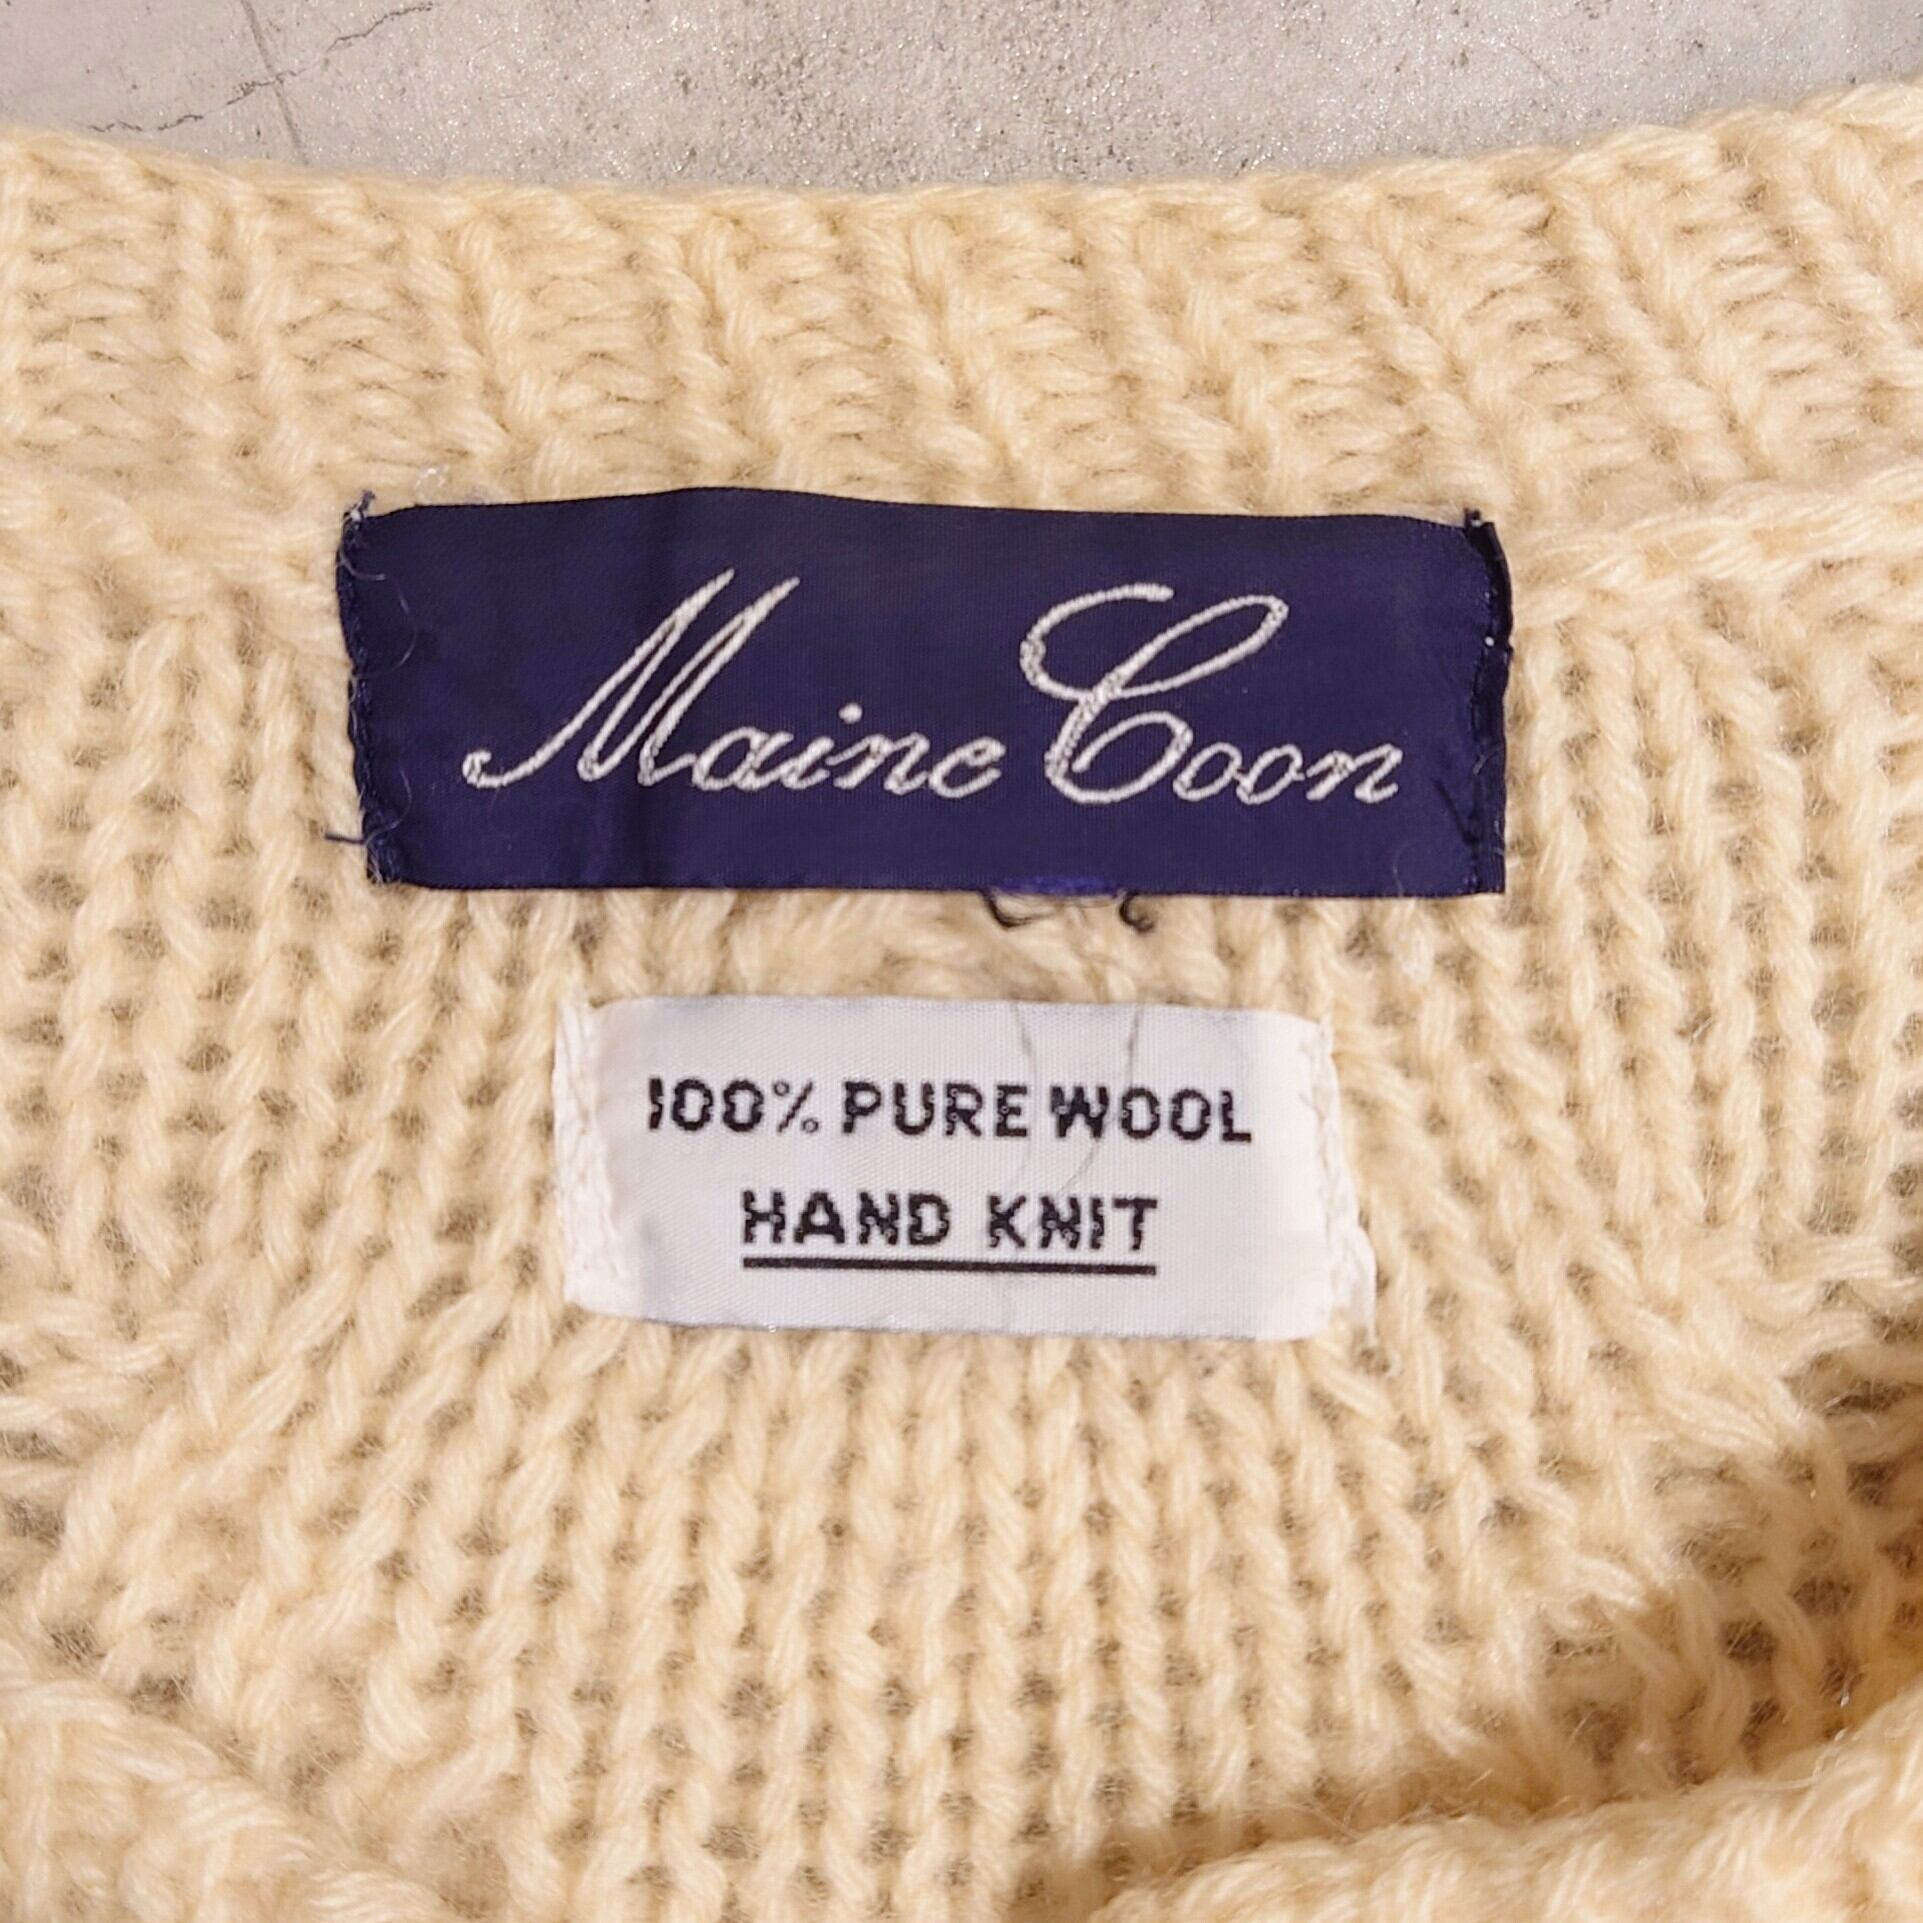 Maine Coon
100% PURE WOOL
HAND KNIT